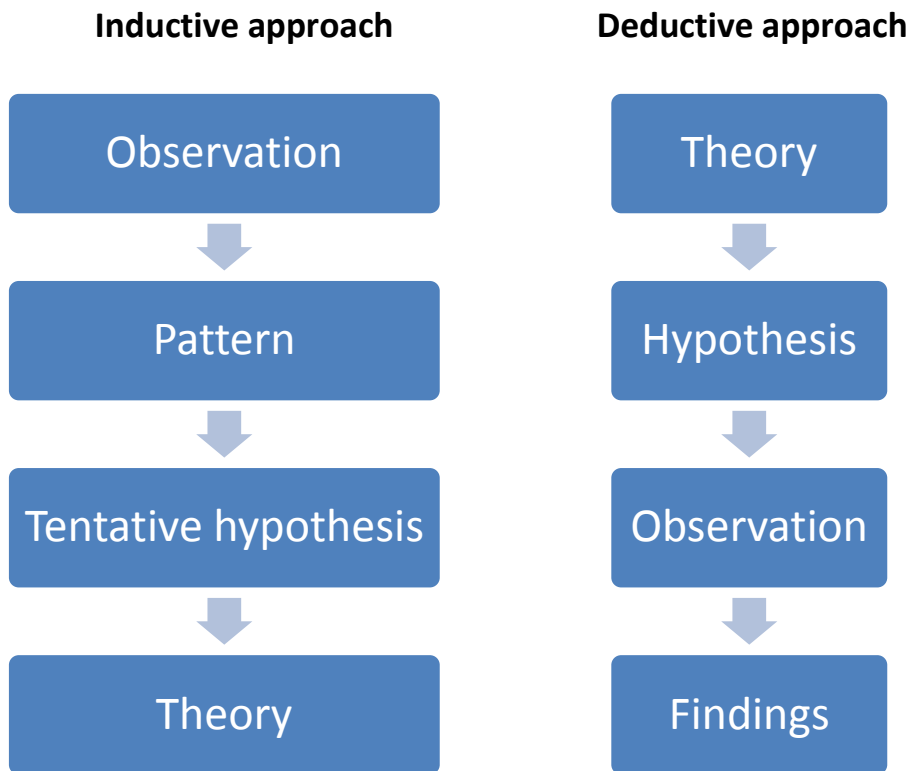 Inductive approach
Observation
Pattern
Tentative hypothesis
Theory
Deductive approach
Theory
Hypothesis
Observation
Findings